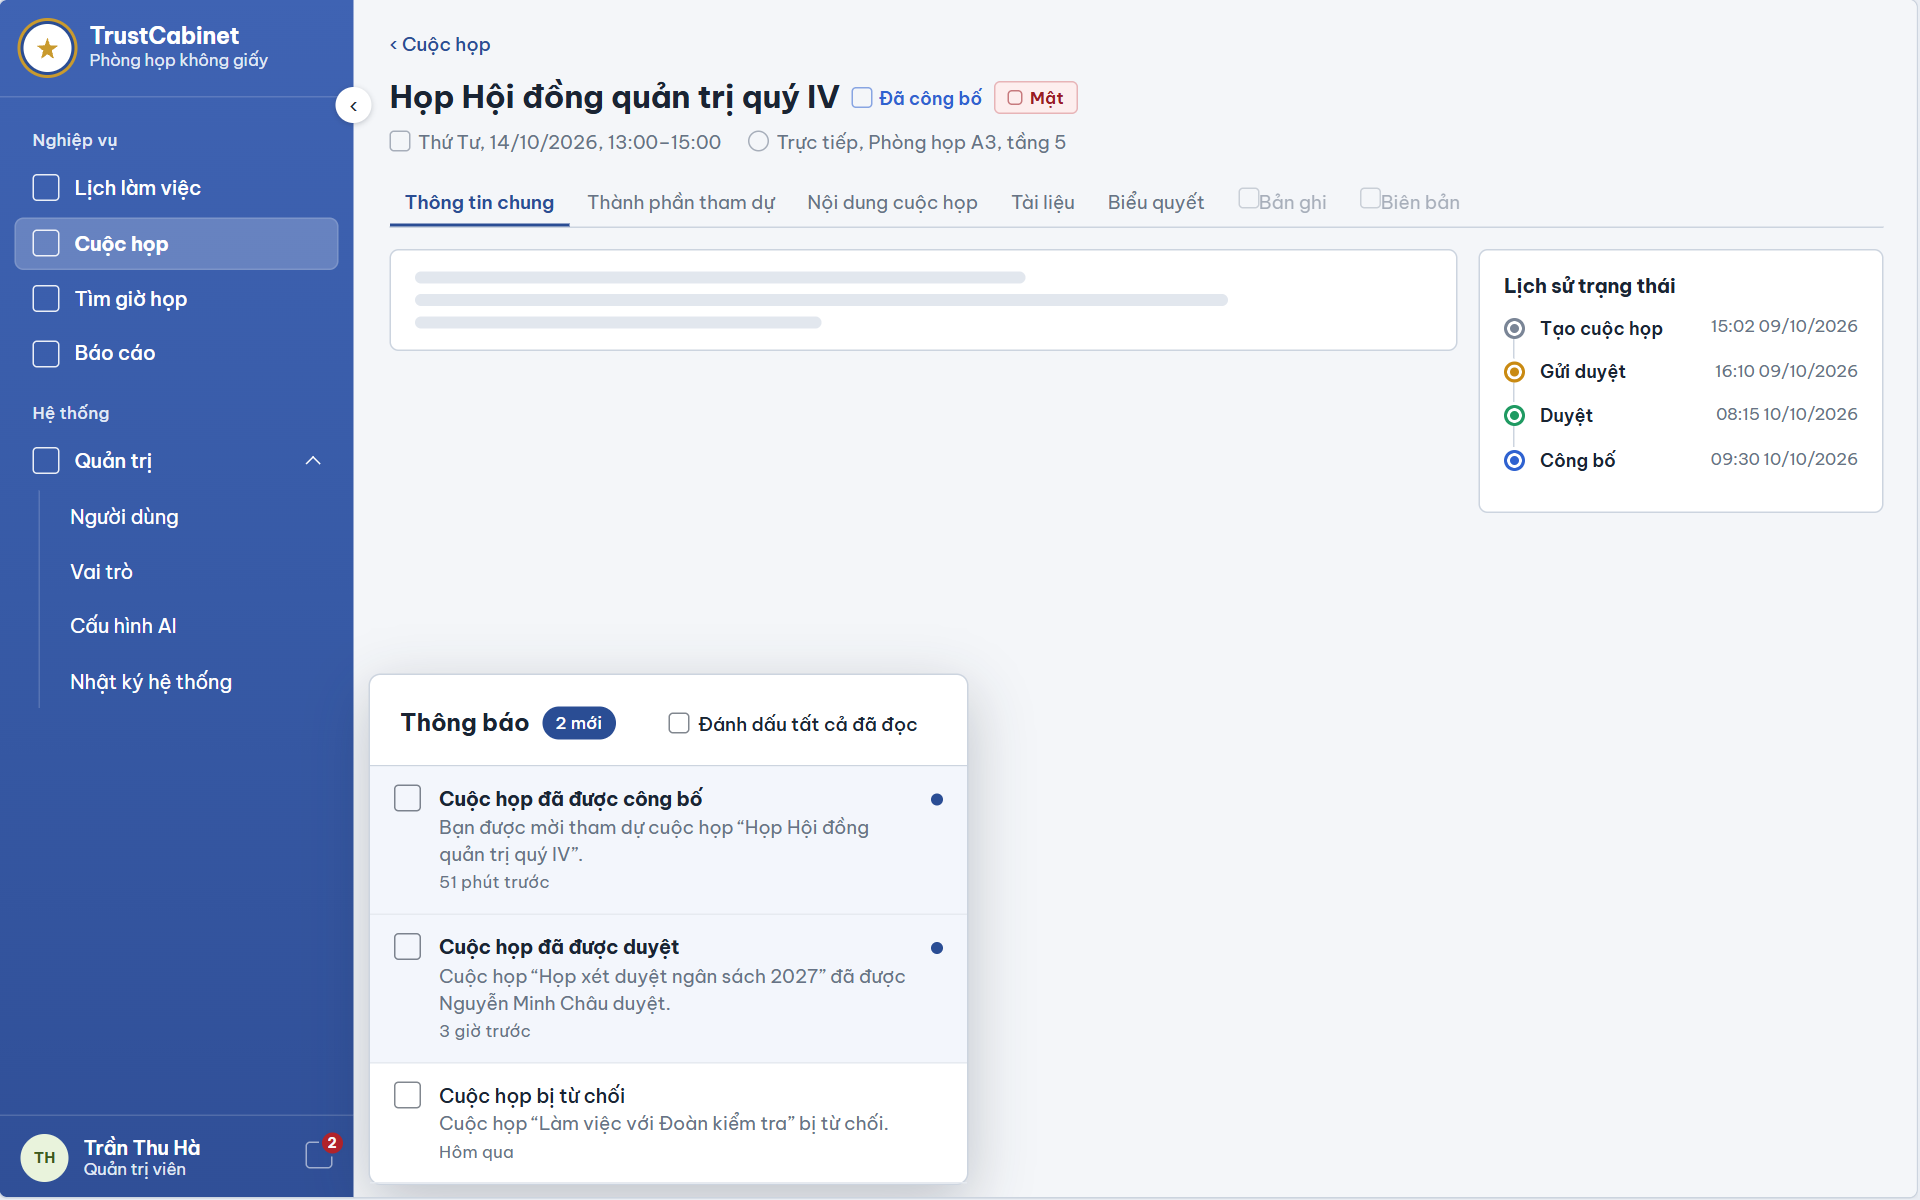 TrustCabinet
Phòng họp không giấy
Nghiệp vụ
Lịch làm việc
Cuộc họp
Tìm giờ họp
Báo cáo
Hệ thống
Quản trị
Người dùng
Vai trò
Cấu hình AI
Nhật ký hệ thống
TH
Trần Thu Hà
Quản trị viên
2
‹
‹ Cuộc họp
Họp Hội đồng quản trị quý IV Đã công bố Mật
Thứ Tư, 14/10/2026, 13:00–15:00 Trực tiếp, Phòng họp A3, tầng 5
Thông tin chung Thành phần tham dự Nội dung cuộc họp Tài liệu Biểu quyết Bản ghi Biên bản
Lịch sử trạng thái
Tạo cuộc họp 15:02 09/10/2026
Gửi duyệt 16:10 09/10/2026
Duyệt 08:15 10/10/2026
Công bố 09:30 10/10/2026
Thông báo 2 mới Đánh dấu tất cả đã đọc
Cuộc họp đã được công bố
Bạn được mời tham dự cuộc họp “Họp Hội đồng
quản trị quý IV”.
51 phút trước
Cuộc họp đã được duyệt
Cuộc họp “Họp xét duyệt ngân sách 2027” đã được
Nguyễn Minh Châu duyệt.
3 giờ trước
Cuộc họp bị từ chối
Cuộc họp “Làm việc với Đoàn kiểm tra” bị từ chối.
Hôm qua